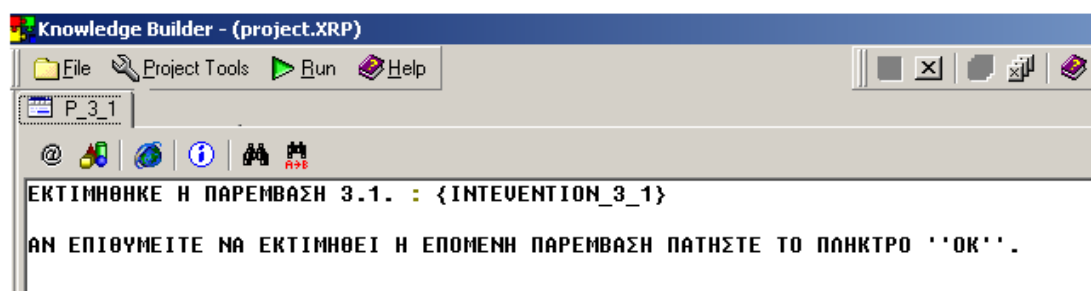 Knowledge Builder - (project.XRP)
File Project Tools Run Help
P_3_1
@ A→B
ΕΚΤΙΜΗΘΗΚΕ Η ΠΑΡΕΜΒΑΣΗ 3.1. : {INTEVENTION_3_1}
ΑΝ ΕΠΙΘΥΜΕΙΤΕ ΝΑ ΕΚΤΙΜΗΘΕΙ Η ΕΠΟΜΕΝΗ ΠΑΡΕΜΒΑΣΗ ΠΑΤΗΣΤΕ ΤΟ ΠΛΗΚΤΡΟ ''ΟΚ''.